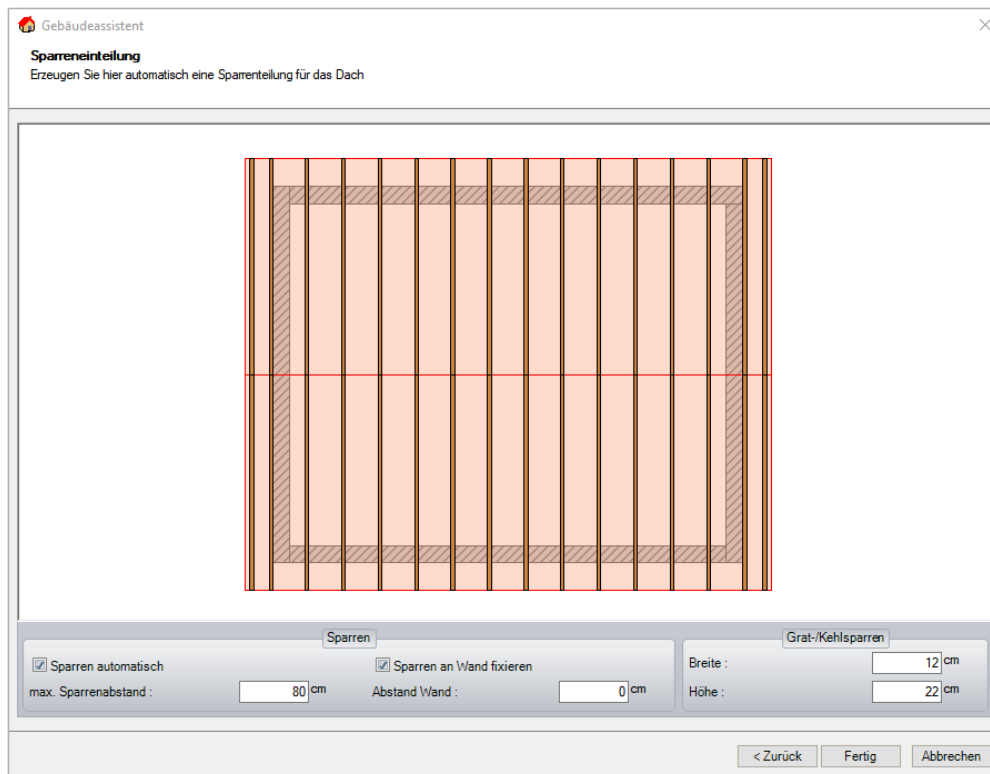 Gebäudeassistent
Sparreneinteilung
Erzeugen Sie hier automatisch eine Sparrenteilung für das Dach
Sparren
Sparren automatisch
Sparren an Wand fixieren
max. Sparrenabstand : 80 cm
Abstand Wand : 0 cm
Grat-/Kehlsparren
Breite : 12 cm
Höhe : 22 cm
< Zurück
Fertig
Abbrechen